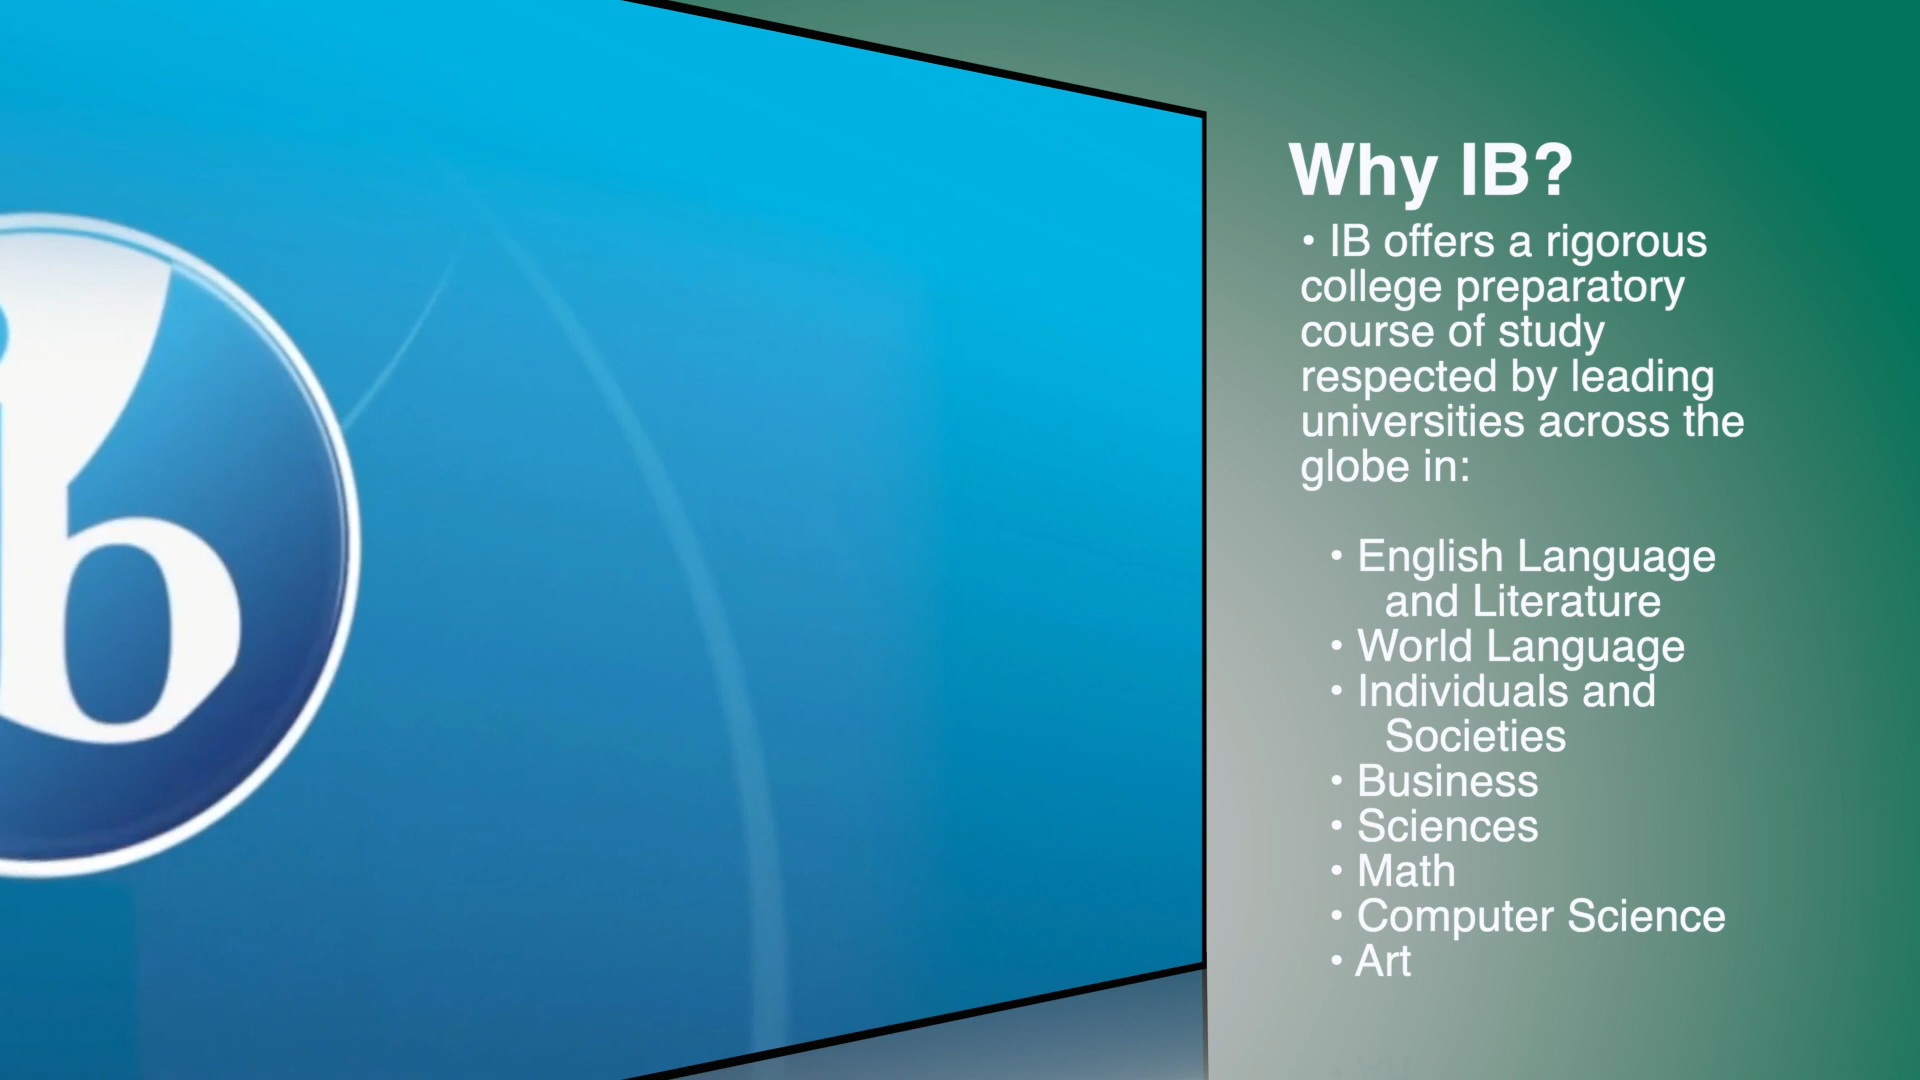 ib
Why IB?
• IB offers a rigorous
college preparatory
course of study
respected by leading
universities across the
globe in:
• English Language
and Literature
• World Language
• Individuals and
Societies
• Business
• Sciences
• Math
• Computer Science
• Art